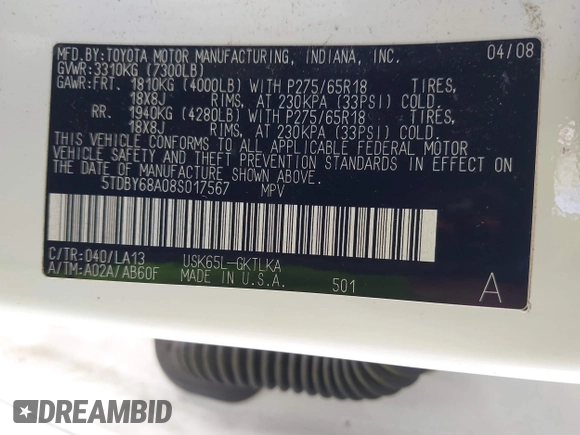 MFD.BY:TOYOTA MOTOR MANUFACTURING, INDIANA, INC. 04/08
GVWR:3310KG (7300LB)
GAWR:FRT. 1810KG (4000LB) WITH P275/65R18 TIRES,
18X8J RIMS, AT 230KPA (33PSI) COLD.
RR. 1940KG (4280LB) WITH P275/65R18 TIRES,
18X8J RIMS, AT 230KPA (33PSI) COLD.
THIS VEHICLE CONFORMS TO ALL APPLICABLE FEDERAL MOTOR
VEHICLE SAFETY AND THEFT PREVENTION STANDARDS IN EFFECT ON
THE DATE OF MANUFACTURE SHOWN ABOVE.
5TDBY68A08S017567 MPV
C/TR:040/LA13 USK65L-GKTLKA
A/TM:A02A/AB60F MADE IN U.S.A. 501 A
DREAMBID